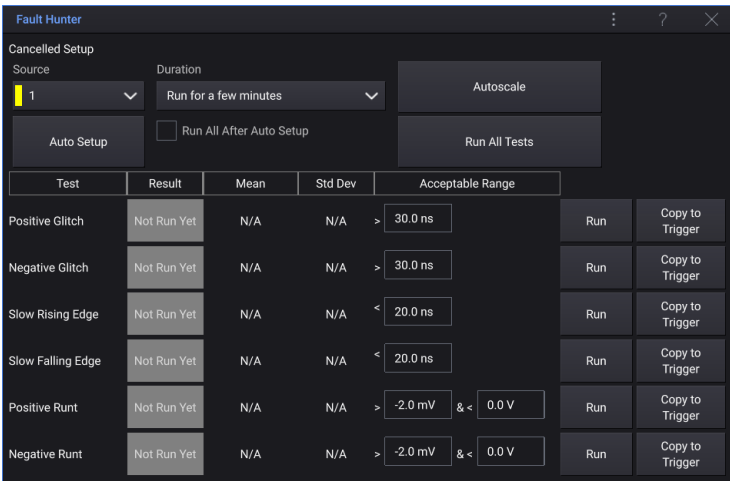 Fault Hunter ⋮ ?
Cancelled Setup
Source Duration
1 Run for a few minutes Autoscale
Auto Setup Run All After Auto Setup Run All Tests
Test Result Mean Std Dev Acceptable Range
Positive Glitch Not Run Yet N/A N/A > 30.0 ns Run Copy to Trigger
Negative Glitch Not Run Yet N/A N/A > 30.0 ns Run Copy to Trigger
Slow Rising Edge Not Run Yet N/A N/A < 20.0 ns Run Copy to Trigger
Slow Falling Edge Not Run Yet N/A N/A < 20.0 ns Run Copy to Trigger
Positive Runt Not Run Yet N/A N/A > -2.0 mV & < 0.0 V Run Copy to Trigger
Negative Runt Not Run Yet N/A N/A > -2.0 mV & < 0.0 V Run Copy to Trigger